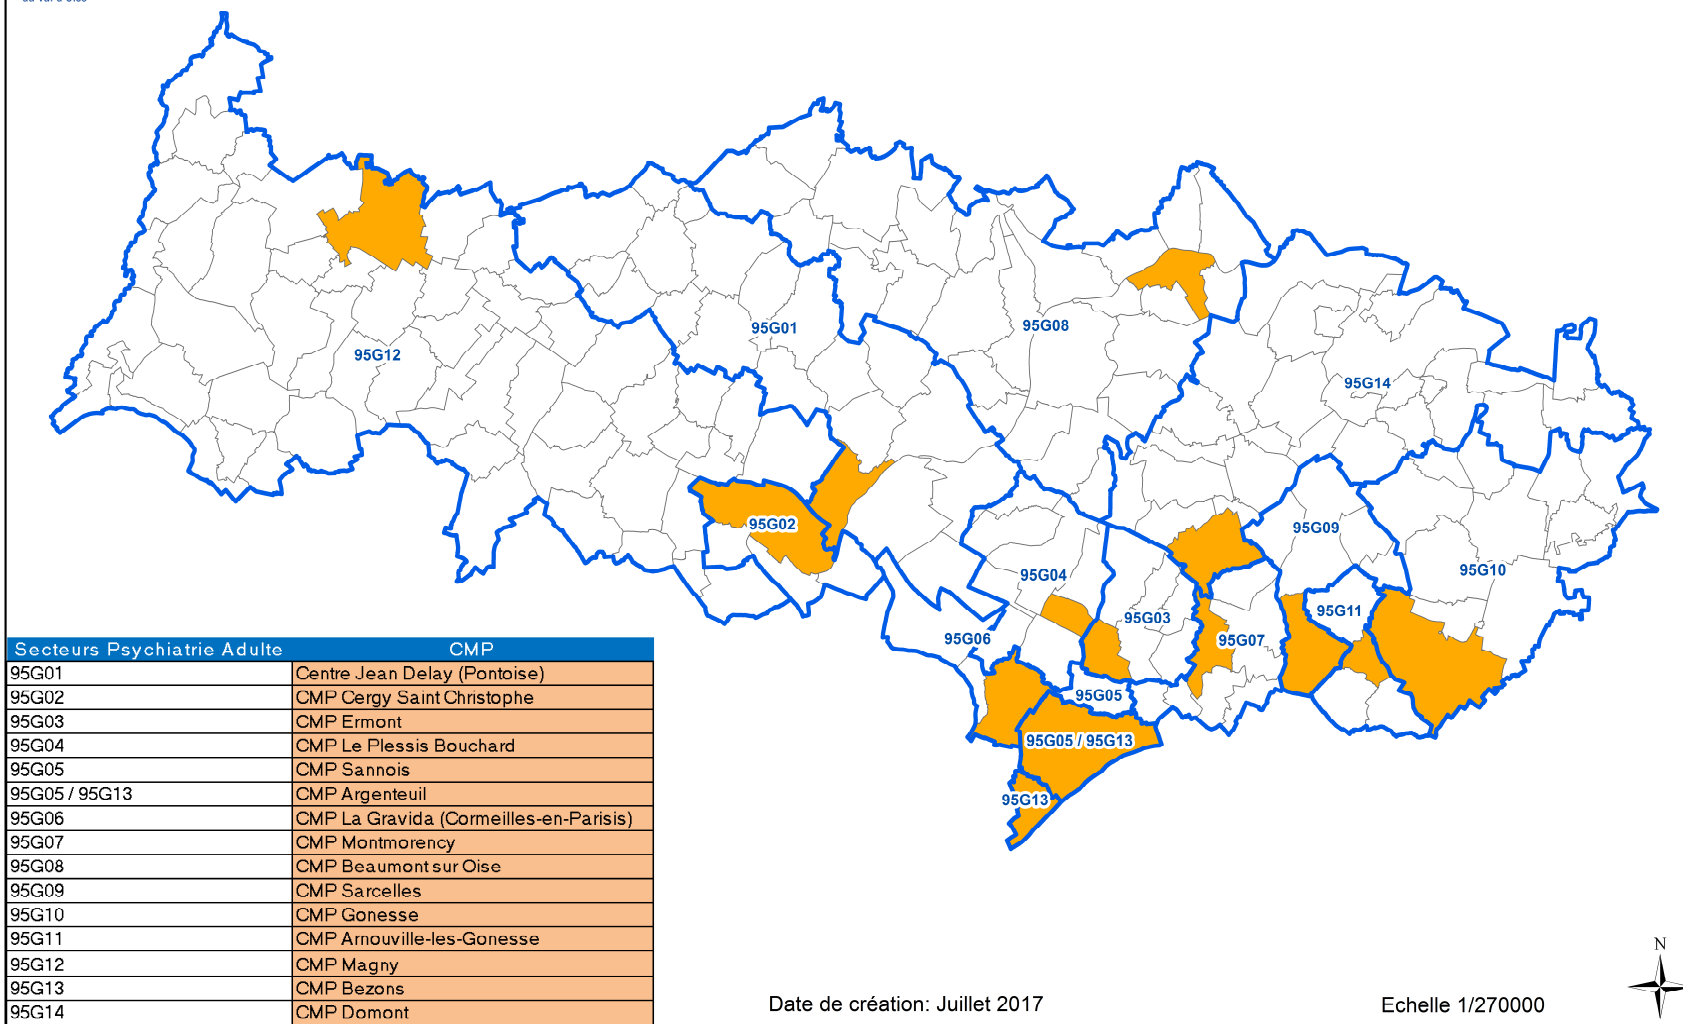 du Val d'Oise
95G01
95G08
95G12
95G14
95G02
95G09
95G04
95G10
95G03
95G11
95G06
95G07
95G05
95G05 / 95G13
95G13
Secteurs Psychiatrie Adulte CMP
95G01 Centre Jean Delay (Pontoise)
95G02 CMP Cergy Saint Christophe
95G03 CMP Ermont
95G04 CMP Le Plessis Bouchard
95G05 CMP Sannois
95G05 / 95G13 CMP Argenteuil
95G06 CMP La Gravida (Cormeilles-en-Parisis)
95G07 CMP Montmorency
95G08 CMP Beaumont sur Oise
95G09 CMP Sarcelles
95G10 CMP Gonesse
95G11 CMP Arnouville-les-Gonesse
95G12 CMP Magny
95G13 CMP Bezons
95G14 CMP Domont
Date de création: Juillet 2017
Echelle 1/270000
N